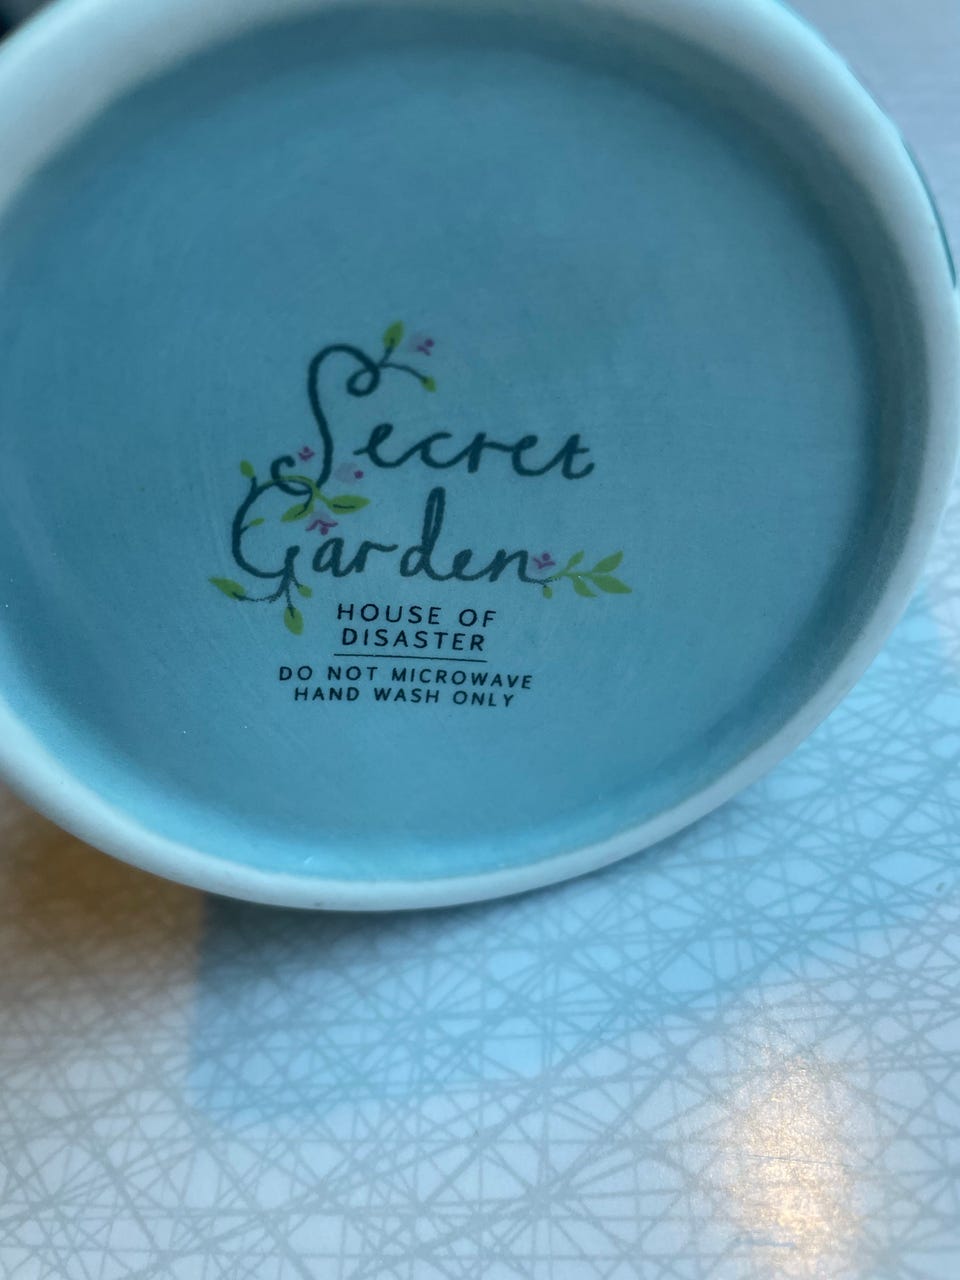 Secret
Garden
HOUSE OF
DISASTER
DO NOT MICROWAVE
HAND WASH ONLY